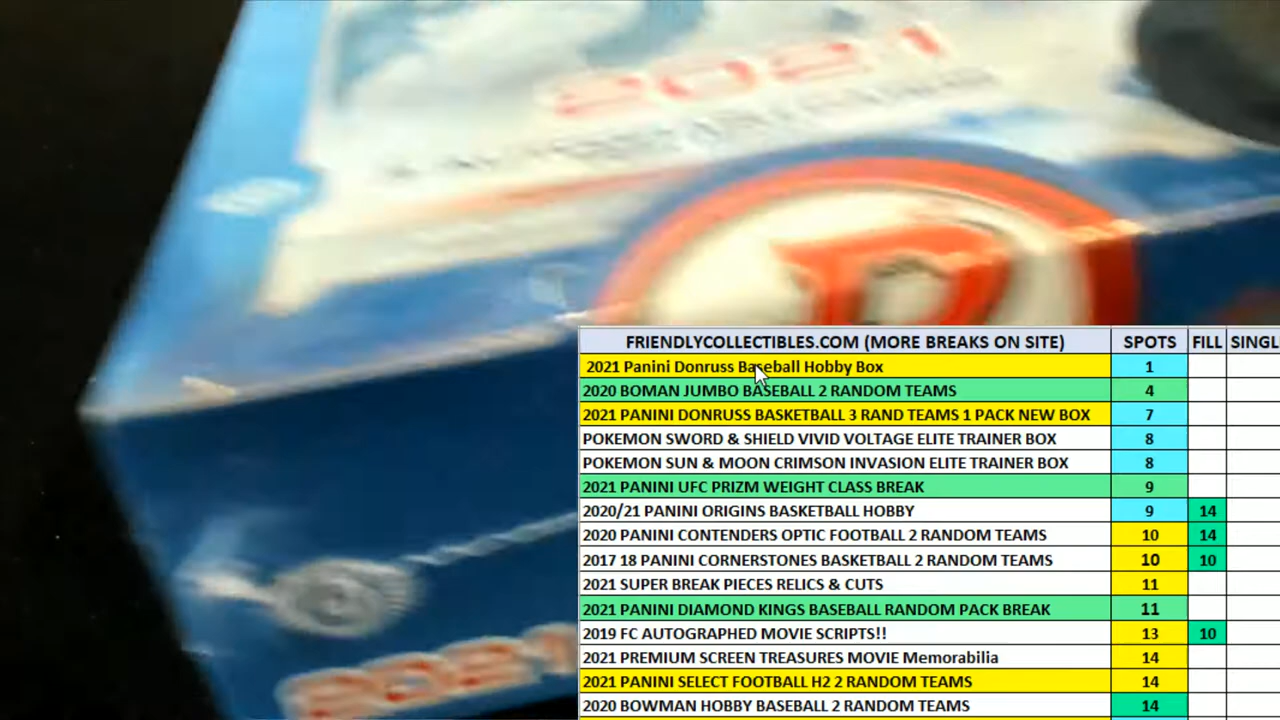 2021
FRIENDLYCOLLECTIBLES.COM (MORE BREAKS ON SITE) SPOTS FILL SINGL
2021 Panini Donruss Baseball Hobby Box 1
2020 BOMAN JUMBO BASEBALL 2 RANDOM TEAMS 4
2021 PANINI DONRUSS BASKETBALL 3 RAND TEAMS 1 PACK NEW BOX 7
POKEMON SWORD & SHIELD VIVID VOLTAGE ELITE TRAINER BOX 8
POKEMON SUN & MOON CRIMSON INVASION ELITE TRAINER BOX 8
2021 PANINI UFC PRIZM WEIGHT CLASS BREAK 9
2020/21 PANINI ORIGINS BASKETBALL HOBBY 9 14
2020 PANINI CONTENDERS OPTIC FOOTBALL 2 RANDOM TEAMS 10 14
2017 18 PANINI CORNERSTONES BASKETBALL 2 RANDOM TEAMS 10 10
2021 SUPER BREAK PIECES RELICS & CUTS 11
2021 PANINI DIAMOND KINGS BASEBALL RANDOM PACK BREAK 11
2019 FC AUTOGRAPHED MOVIE SCRIPTS!! 13 10
2021 PREMIUM SCREEN TREASURES MOVIE Memorabilia 14
2021 PANINI SELECT FOOTBALL H2 2 RANDOM TEAMS 14
2020 BOWMAN HOBBY BASEBALL 2 RANDOM TEAMS 14
2021